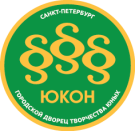 САНКТ-ПЕТЕРБУРГ
§§§
ЮКОН
ГОРОДСКОЙ ДВОРЕЦ ТВОРЧЕСТВА ЮНЫХ